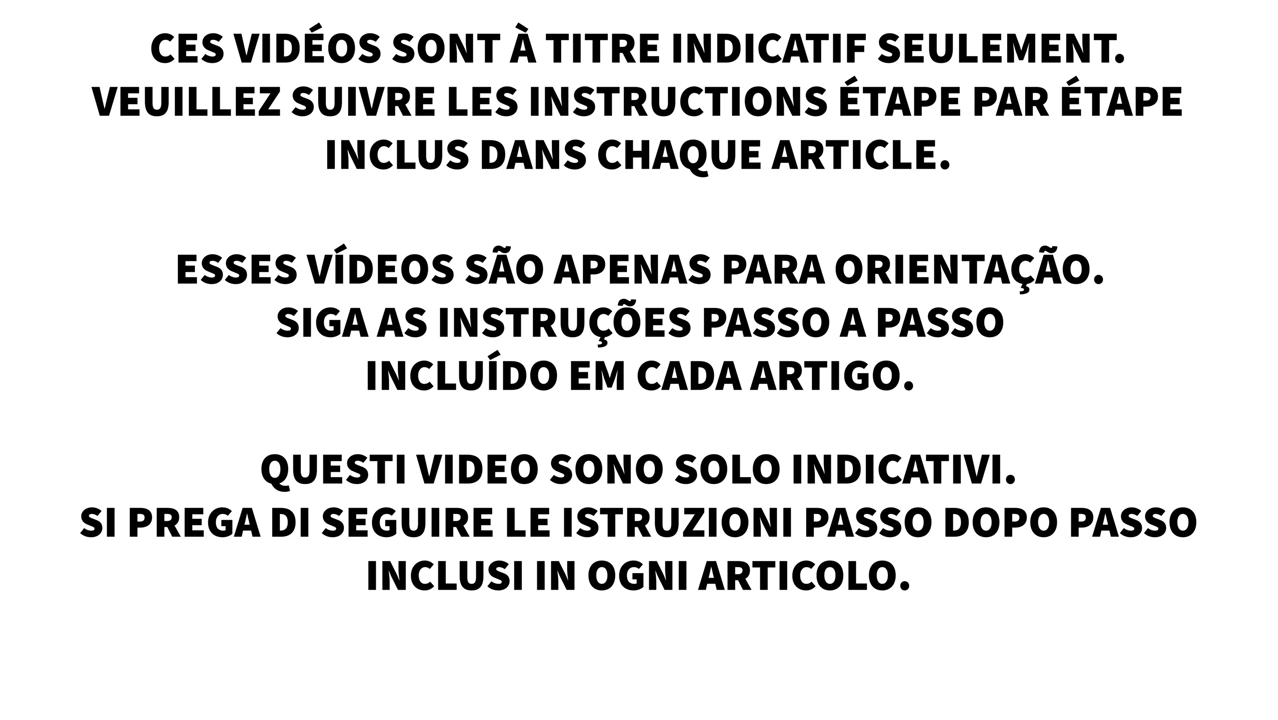 CES VIDÉOS SONT À TITRE INDICATIF SEULEMENT.
VEUILLEZ SUIVRE LES INSTRUCTIONS ÉTAPE PAR ÉTAPE
INCLUS DANS CHAQUE ARTICLE.
ESSES VÍDEOS SÃO APENAS PARA ORIENTAÇÃO.
SIGA AS INSTRUÇÕES PASSO A PASSO
INCLUÍDO EM CADA ARTIGO.
QUESTI VIDEO SONO SOLO INDICATIVI.
SI PREGA DI SEGUIRE LE ISTRUZIONI PASSO DOPO PASSO
INCLUSI IN OGNI ARTICOLO.